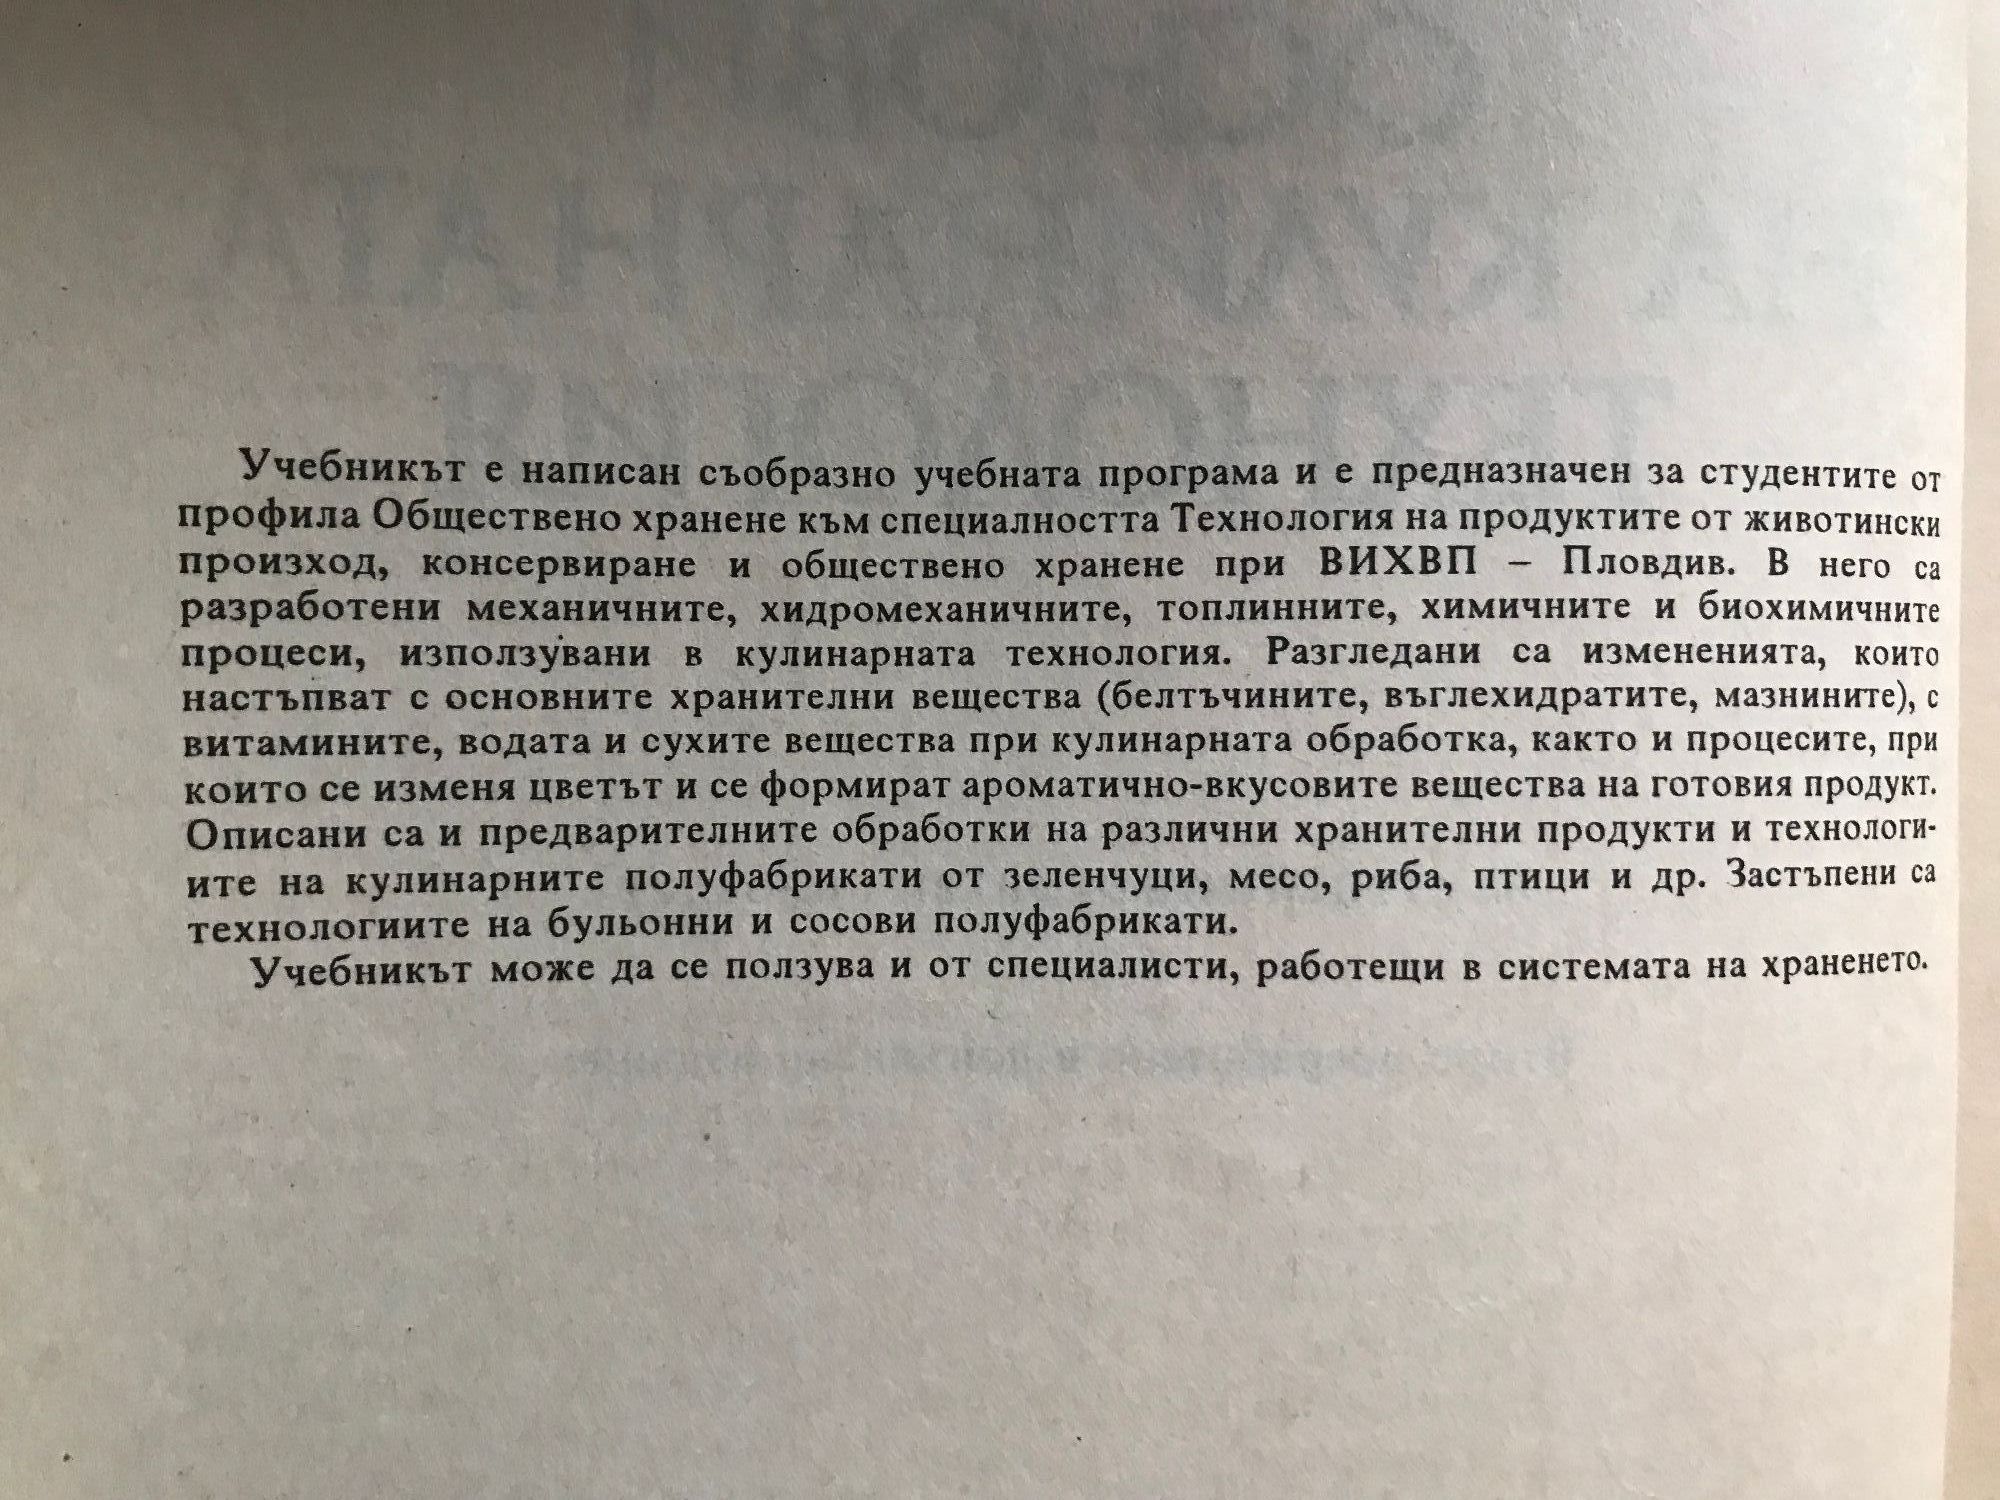 Учебникът е написан съобразно учебната програма и е предназначен за студентите от
профила Обществено хранене към специалността Технология на продуктите от животински
произход, консервиране и обществено хранене при ВИХВП – Пловдив. В него са
разработени механичните, хидромеханичните, топлинните, химичните и биохимичните
процеси, използувани в кулинарната технология. Разгледани са измененията, които
настъпват с основните хранителни вещества (белтъчините, въглехидратите, мазнините), с
витамините, водата и сухите вещества при кулинарната обработка, както и процесите, при
които се изменя цветът и се формират ароматично-вкусовите вещества на готовия продукт.
Описани са и предварителните обработки на различни хранителни продукти и технологи-
ите на кулинарните полуфабрикати от зеленчуци, месо, риба, птици и др. Застъпени са
технологиите на бульонни и сосови полуфабрикати.
Учебникът може да се ползува и от специалисти, работещи в системата на храненето.